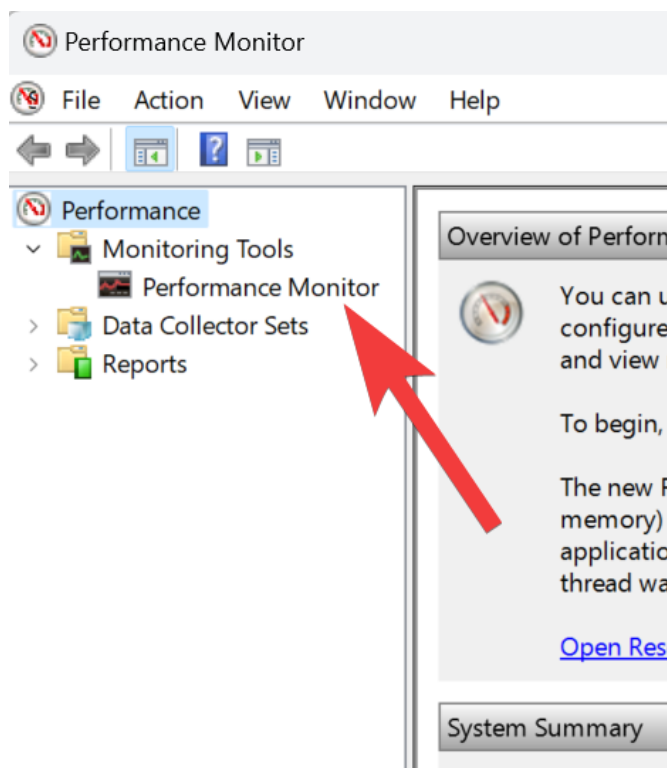 Performance Monitor
File Action View Window Help
Performance
Monitoring Tools
Performance Monitor
Data Collector Sets
Reports
Overview of Perforn
You can u
configure
and view
To begin,
The new
memory)
applicatio
thread wa
Open Res
System Summary